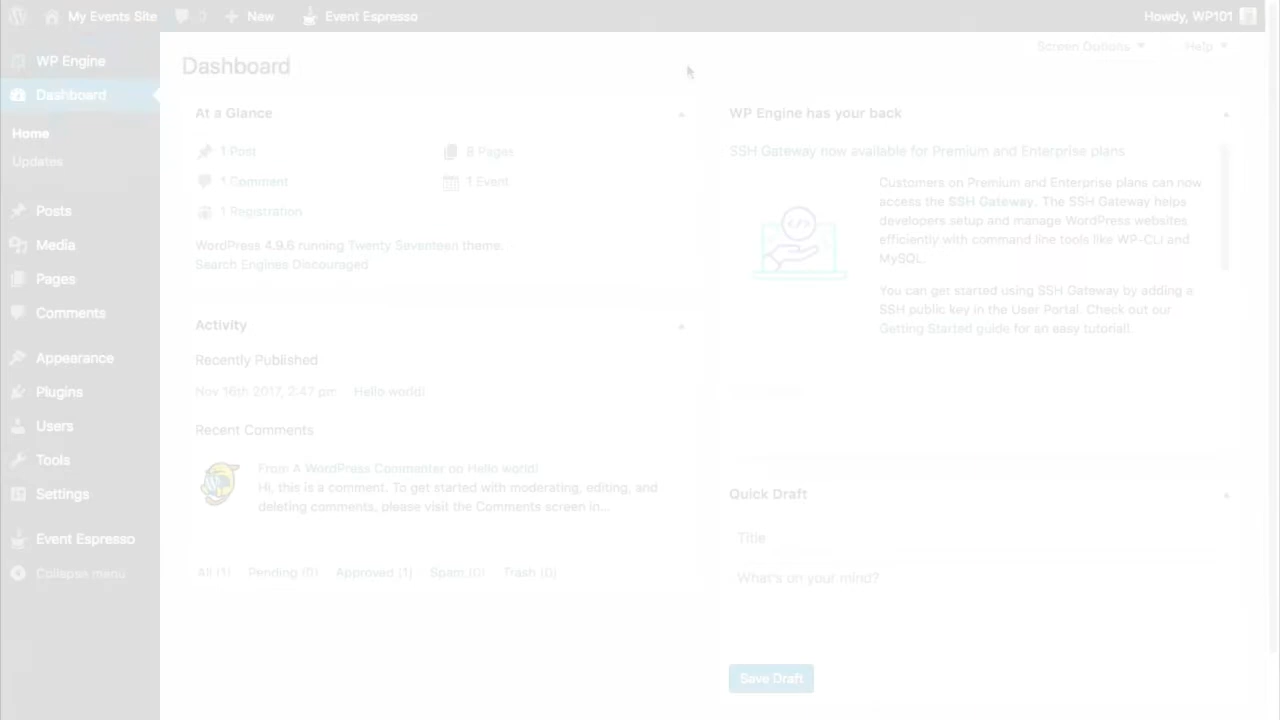 My Events Site
New
Event Espresso
Howdy, WP101
WP Engine
Dashboard
Home
Updates
Posts
Media
Pages
Comments
Appearance
Plugins
Users
Tools
Settings
Event Espresso
Collapse menu
Screen Options
Help
Dashboard
At a Glance
1 Post
8 Pages
1 Comment
1 Event
1 Registration
WordPress 4.9.6 running Twenty Seventeen theme.
Search Engines Discouraged
Activity
Recently Published
Nov 16th 2017, 2:47 pm Hello world!
Recent Comments
From A WordPress Commenter on Hello world!
Hi, this is a comment. To get started with moderating, editing, and
deleting comments, please visit the Comments screen in...
All (1) Pending (0) Approved (1) Spam (0) Trash (0)
WP Engine has your back
SSH Gateway now available for Premium and Enterprise plans
Customers on Premium and Enterprise plans can now
access the SSH Gateway. The SSH Gateway helps
developers setup and manage WordPress websites
efficiently with command line tools like WP-CLI and
MySQL.
You can get started using SSH Gateway by adding a
SSH public key in the User Portal. Check out our
Getting Started guide for an easy tutorial!
Quick Draft
Title
What's on your mind?
Save Draft